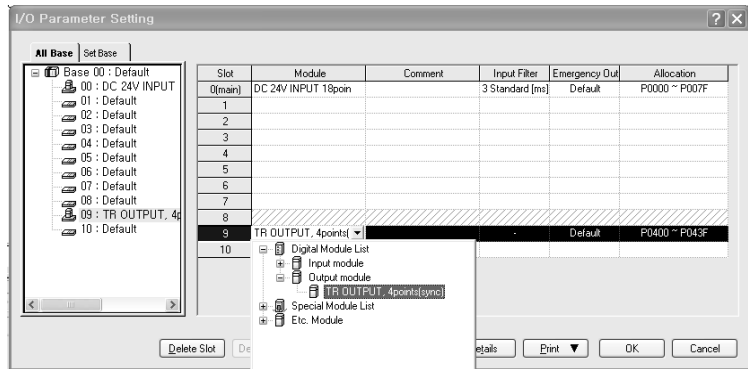 I/O Parameter Setting
All Base Set Base
Base 00 : Default
00 : DC 24V INPUT
01 : Default
02 : Default
03 : Default
04 : Default
05 : Default
06 : Default
07 : Default
08 : Default
09 : TR OUTPUT, 4p
10 : Default
Slot Module Comment Input Filter Emergency Out Allocation
0(main) DC 24V INPUT 18poin 3 Standard [ms] Default P0000 ~ P007F
1
2
3
4
5
6
7
8
9 TR OUTPUT, 4points( - Default P0400 ~ P043F
10
Digital Module List
Input module
Output module
TR OUTPUT, 4points(sync)
Special Module List
Etc. Module
Delete Slot De etails Print OK Cancel